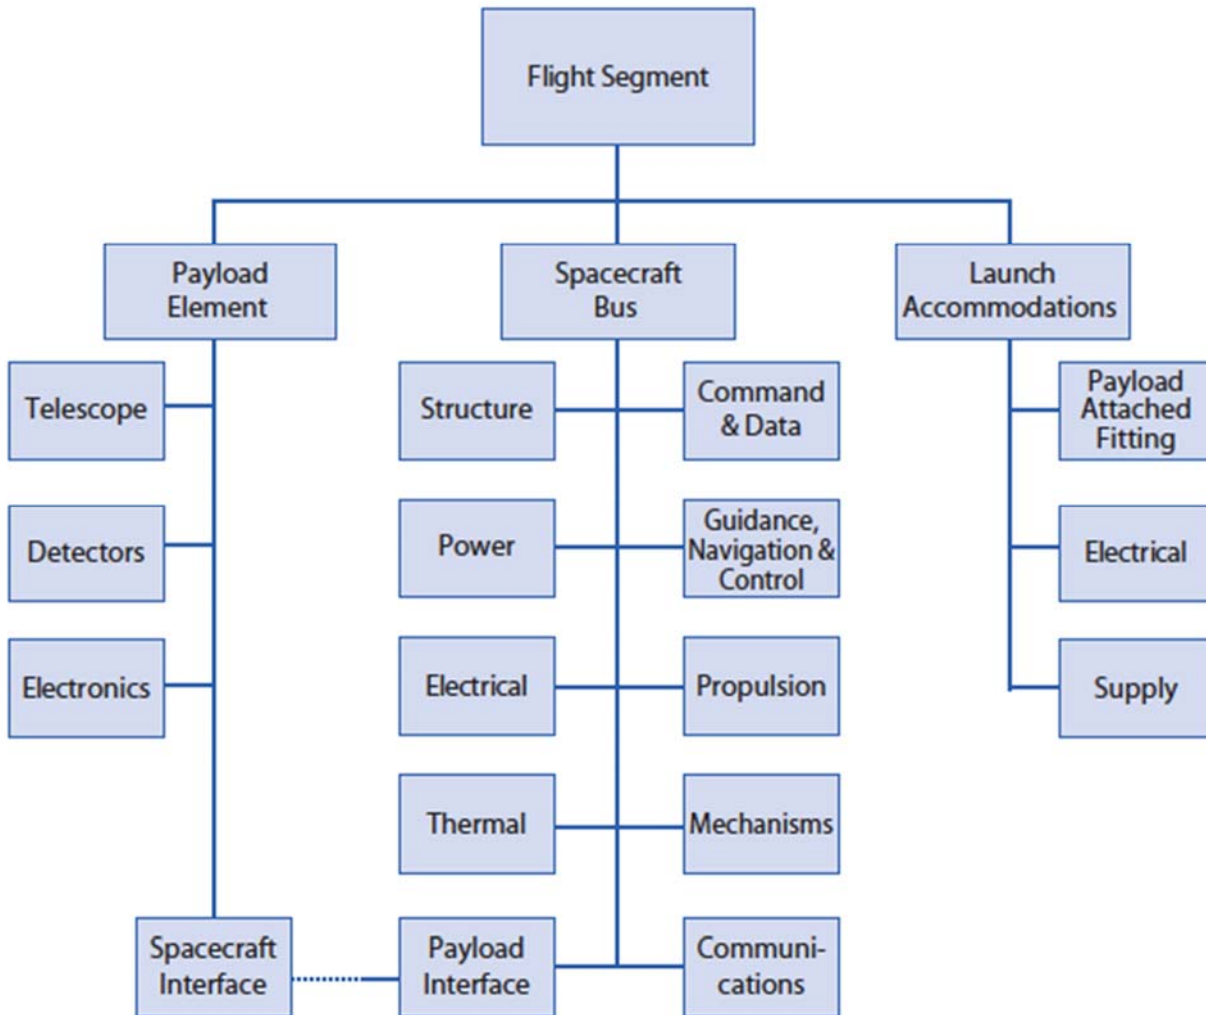 Flight Segment
Payload
Element
Spacecraft
Bus
Launch
Accommodations
Telescope
Detectors
Electronics
Spacecraft
Interface
Structure
Power
Electrical
Thermal
Payload
Interface
Command
& Data
Guidance,
Navigation &
Control
Propulsion
Mechanisms
Communi-
cations
Payload
Attached
Fitting
Electrical
Supply